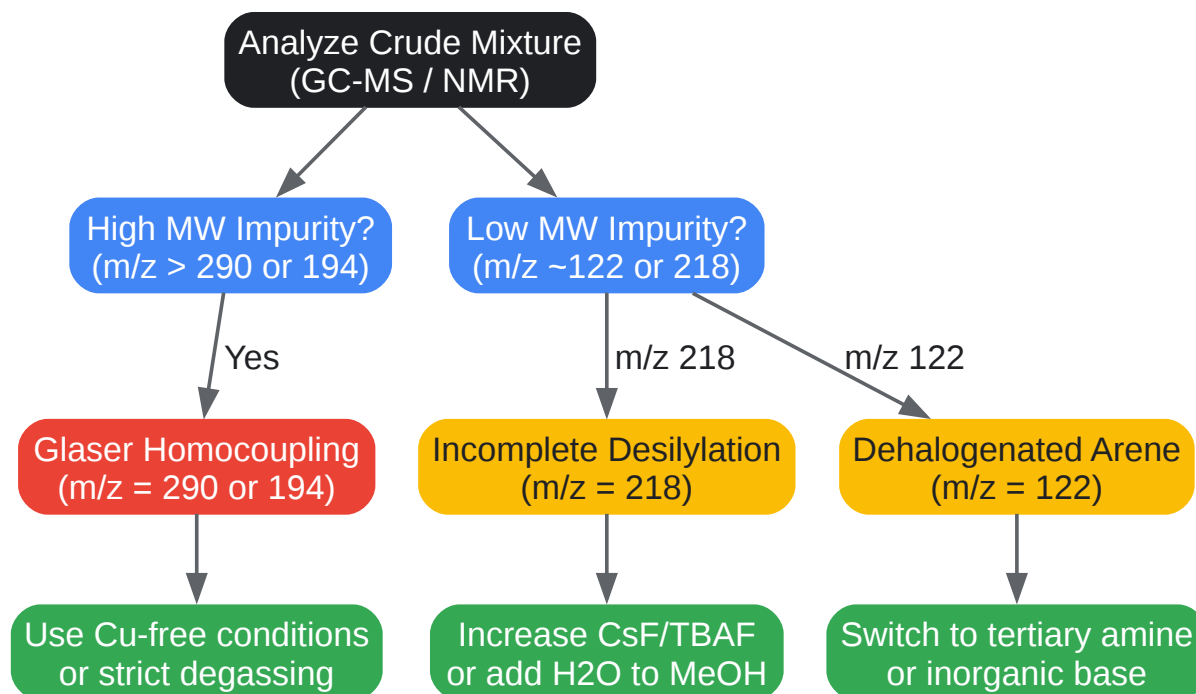 Analyze Crude Mixture
(GC-MS / NMR)
High MW Impurity?
(m/z > 290 or 194)
Low MW Impurity?
(m/z ~122 or 218)
Yes
m/z 218
m/z 122
Glaser Homocoupling
(m/z = 290 or 194)
Incomplete Desilylation
(m/z = 218)
Dehalogenated Arene
(m/z = 122)
Use Cu-free conditions
or strict degassing
Increase CsF/TBAF
or add H2O to MeOH
Switch to tertiary amine
or inorganic base